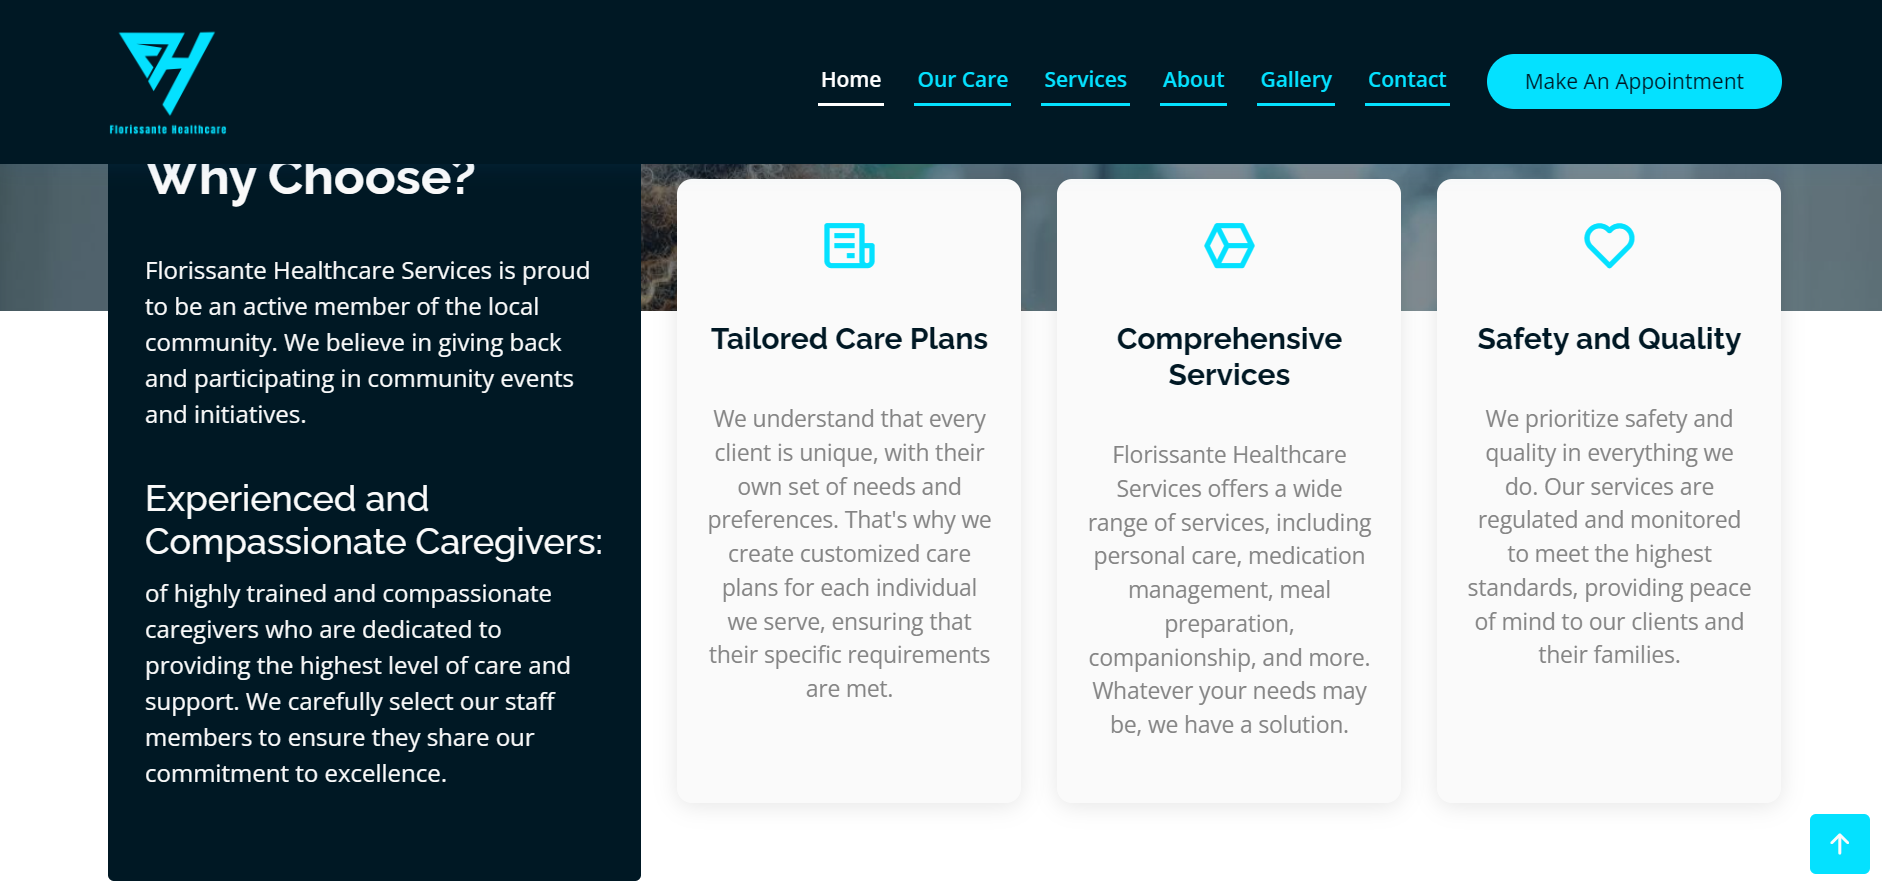 Florissante Healthcare
Home
Our Care
Services
About
Gallery
Contact
Make An Appointment
Why Choose?
Florissante Healthcare Services is proud
to be an active member of the local
community. We believe in giving back
and participating in community events
and initiatives.
Experienced and
Compassionate Caregivers:
of highly trained and compassionate
caregivers who are dedicated to
providing the highest level of care and
support. We carefully select our staff
members to ensure they share our
commitment to excellence.
Tailored Care Plans
We understand that every
client is unique, with their
own set of needs and
preferences. That's why we
create customized care
plans for each individual
we serve, ensuring that
their specific requirements
are met.
Comprehensive
Services
Florissante Healthcare
Services offers a wide
range of services, including
personal care, medication
management, meal
preparation,
companionship, and more.
Whatever your needs may
be, we have a solution.
Safety and Quality
We prioritize safety and
quality in everything we
do. Our services are
regulated and monitored
to meet the highest
standards, providing peace
of mind to our clients and
their families.